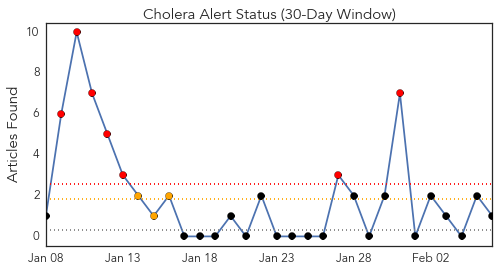 Cholera Alert Status (30-Day Window)
Articles Found
10
8
6
4
2
0
Jan 08 Jan 13 Jan 18 Jan 23 Jan 28 Feb 02